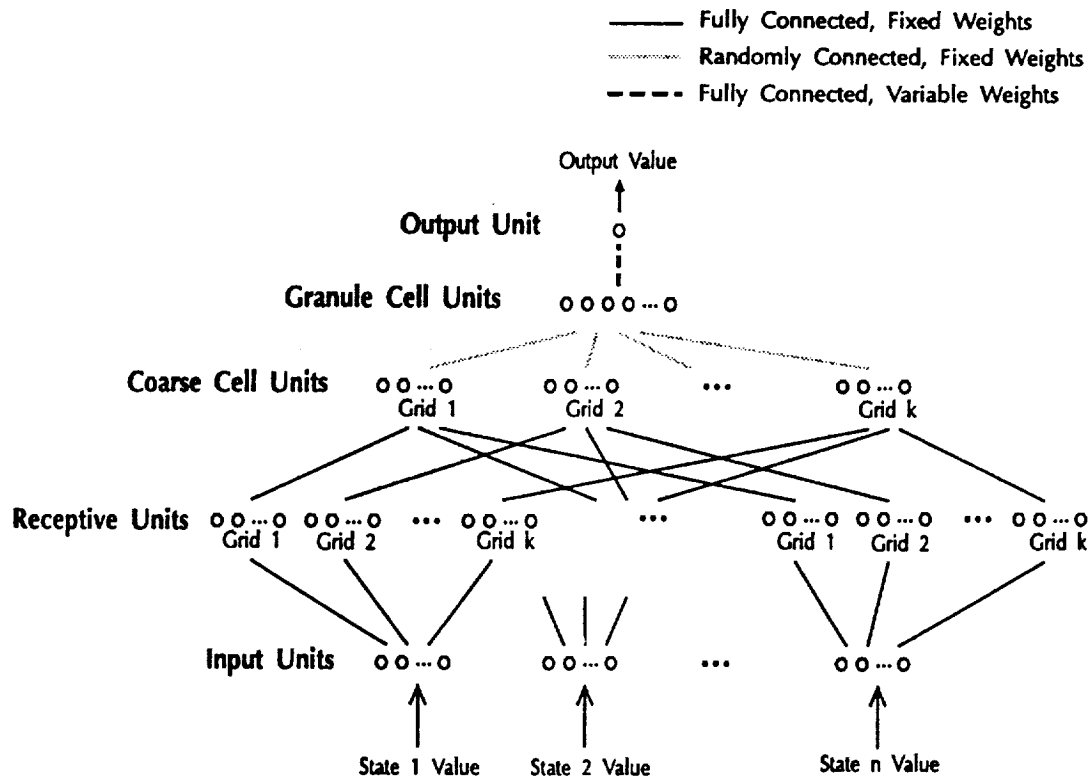 Fully Connected, Fixed Weights
Randomly Connected, Fixed Weights
Fully Connected, Variable Weights
Output Value
Output Unit
o
Granule Cell Units
o o o o ... o
Coarse Cell Units
o o ... o
o o ... o
...
o o ... o
Grid 1
Grid 2
Grid k
Receptive Units
o o ... o
o o ... o
...
o o ... o
...
o o ... o
o o ... o
...
o o ... o
Grid 1
Grid 2
Grid k
Grid 1
Grid 2
Grid k
Input Units
o o ... o
o o ... o
...
o o ... o
State 1 Value
State 2 Value
State n Value